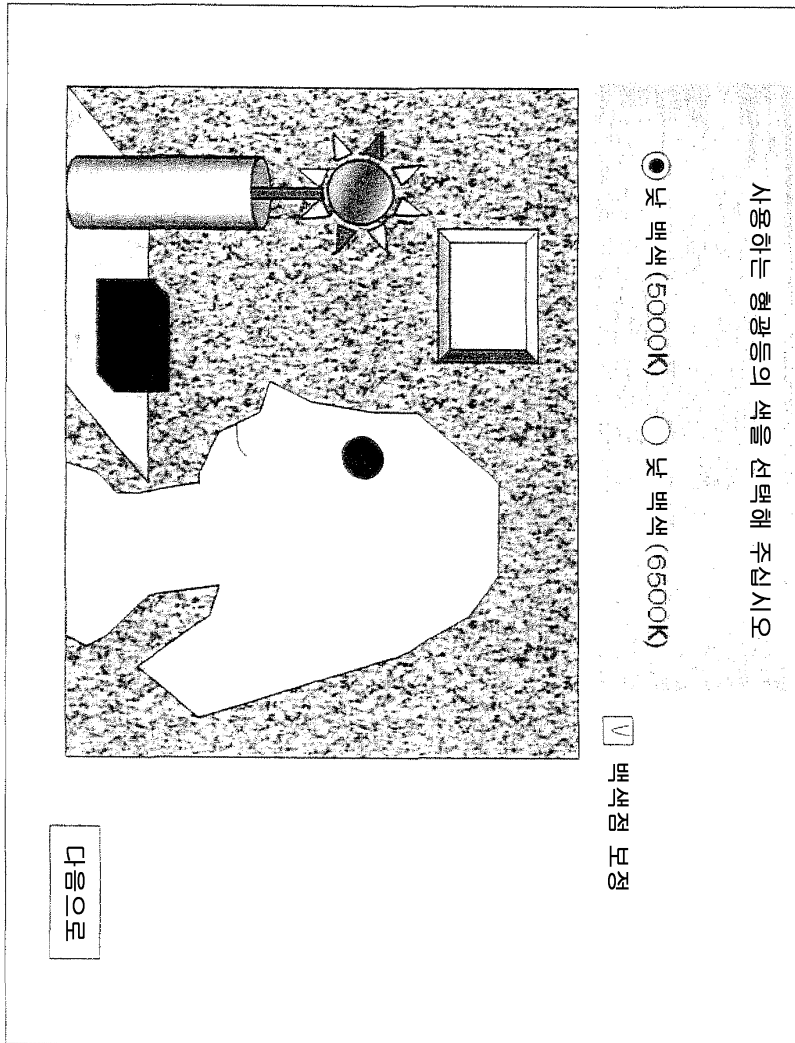 사용하는 형광등의 색을 선택해 주십시오
낮 백색(5000K) 낮 백색(6500K)
V 백색점 보정
다음으로